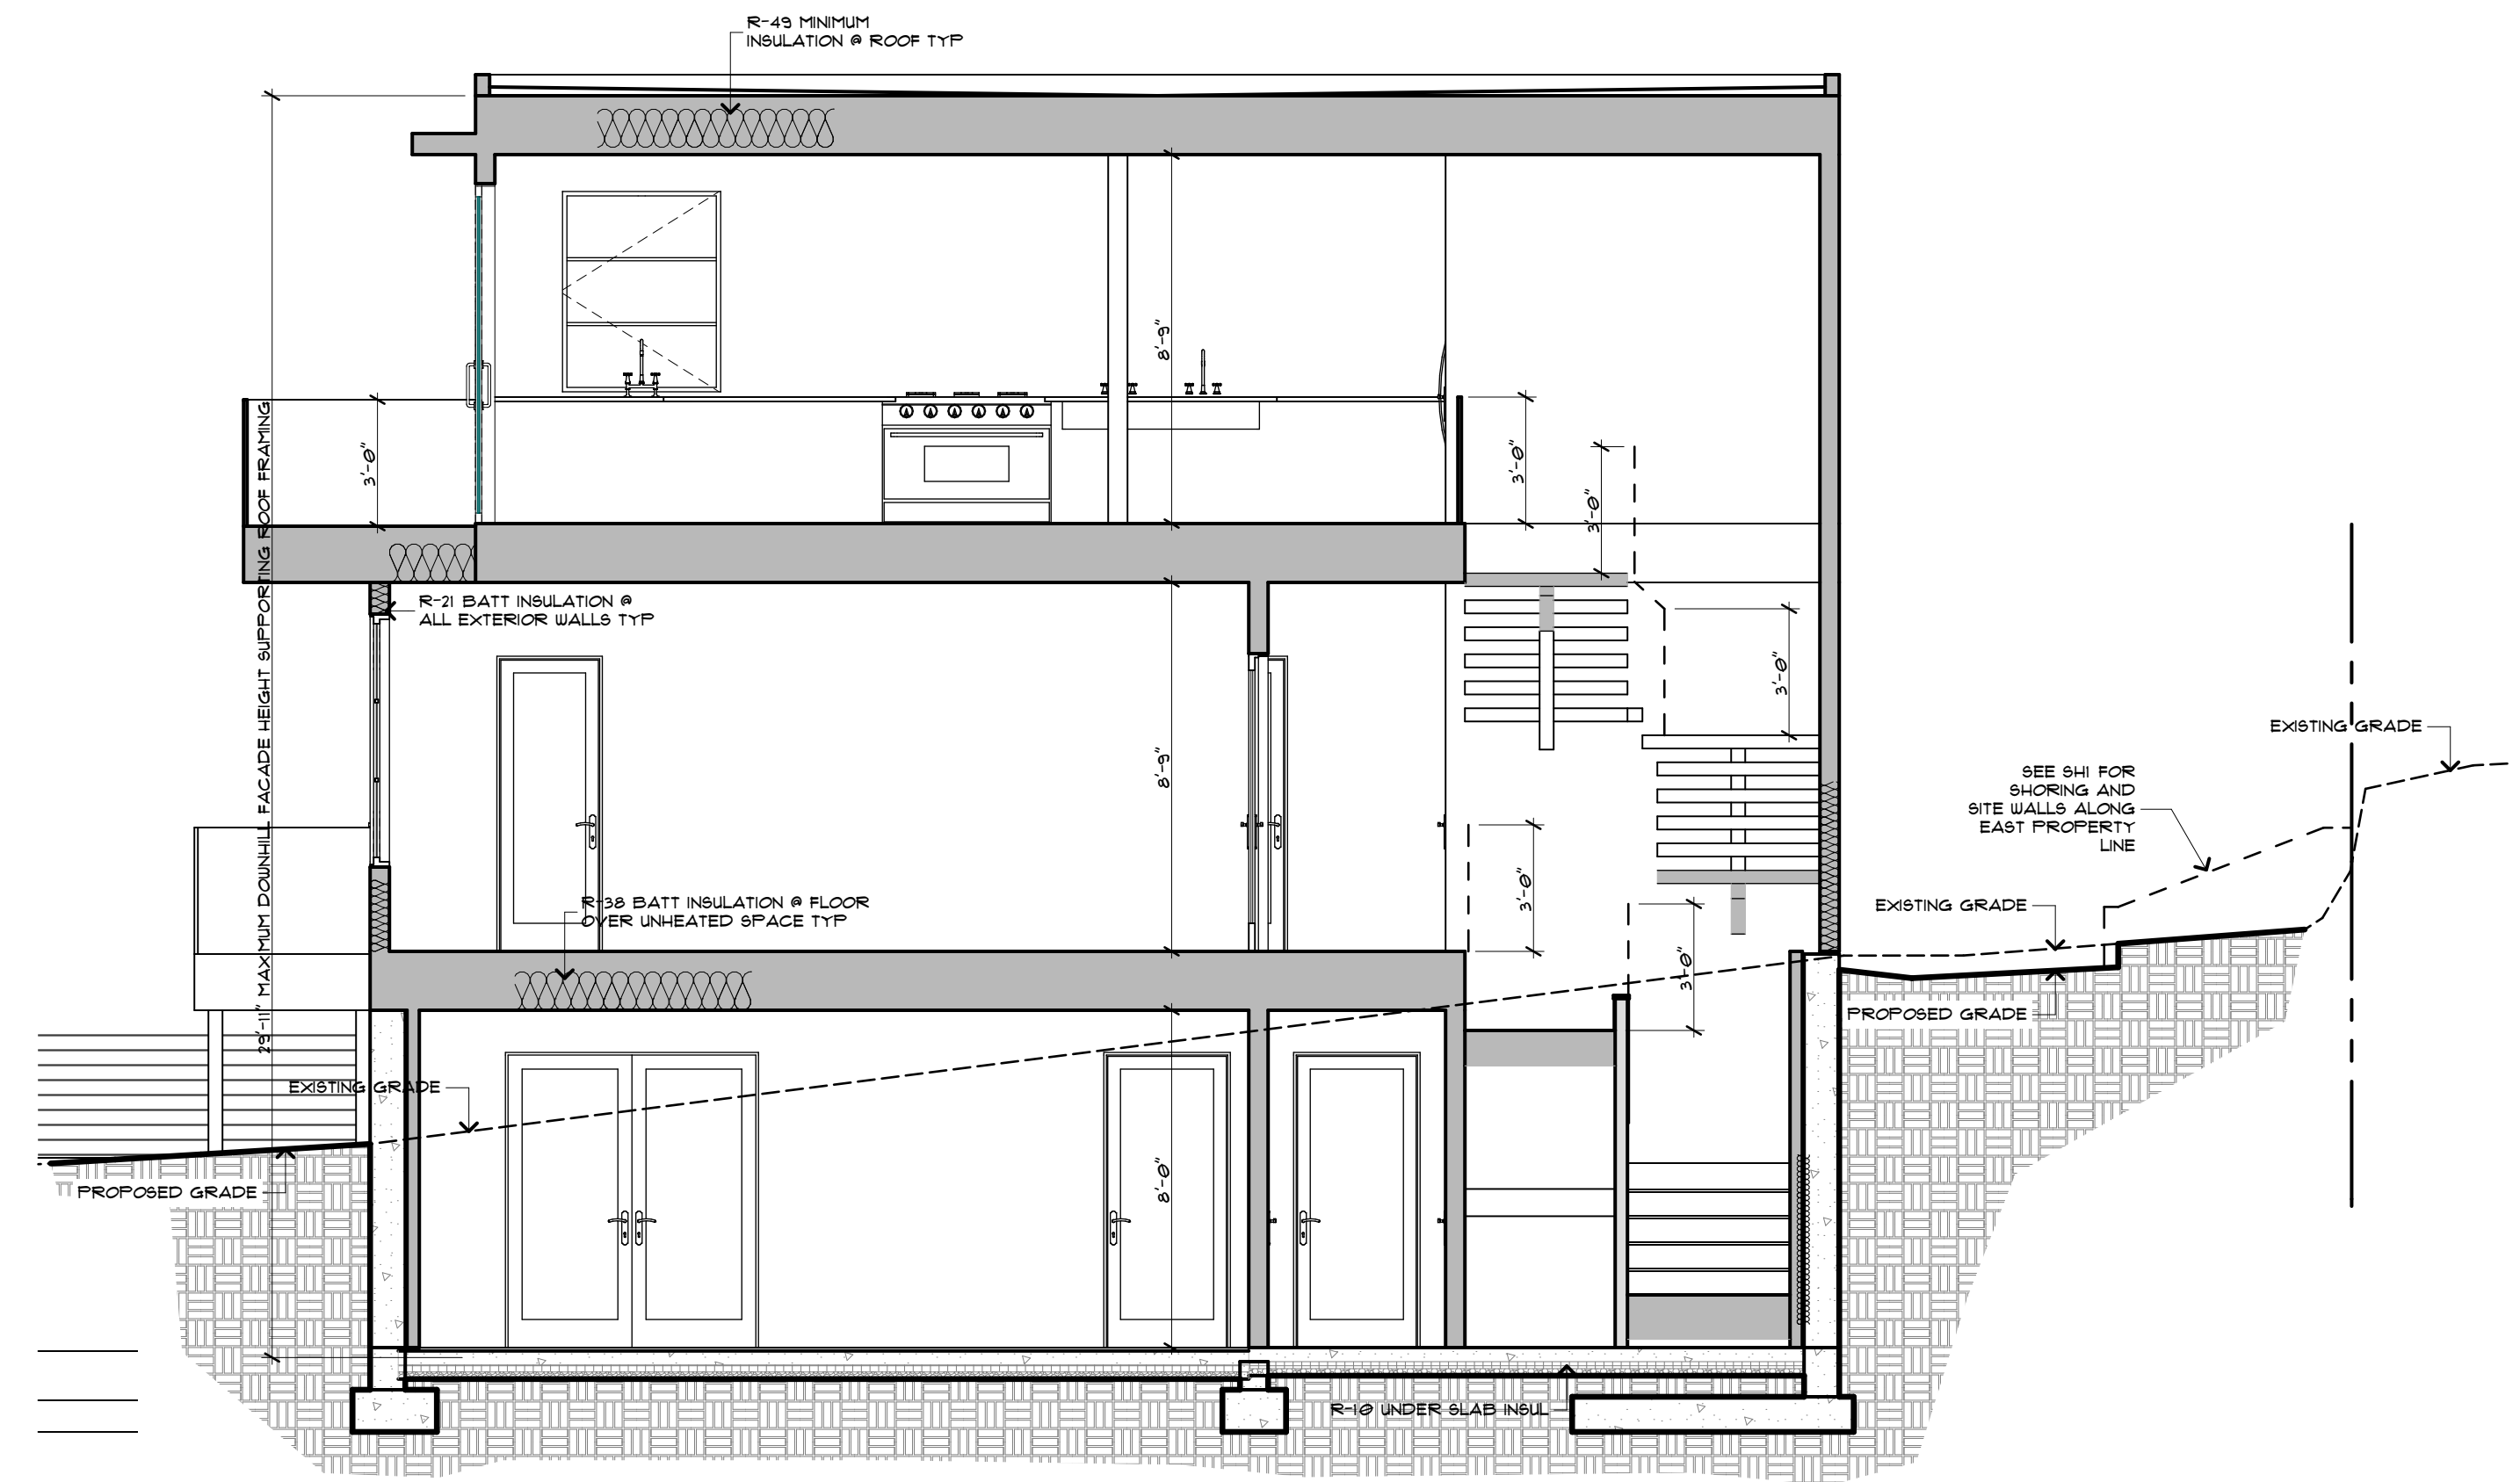 R-49 MINIMUM
INSULATION @ ROOF TYP
8'-9"
3'-0"
3'-0"
3'-0"
29'-11" MAXIMUM DOWNHILL FACADE HEIGHT SUPPORTING ROOF FRAMING
R-21 BATT INSULATION @
ALL EXTERIOR WALLS TYP
3'-0"
8'-9"
EXISTING GRADE
SEE SH1 FOR
SHORING AND
SITE WALLS ALONG
EAST PROPERTY
LINE
R-38 BATT INSULATION @ FLOOR
OVER UNHEATED SPACE TYP
3'-0"
EXISTING GRADE
3'-0"
PROPOSED GRADE
EXISTING GRADE
PROPOSED GRADE
8'-0"
R-10 UNDER SLAB INSUL